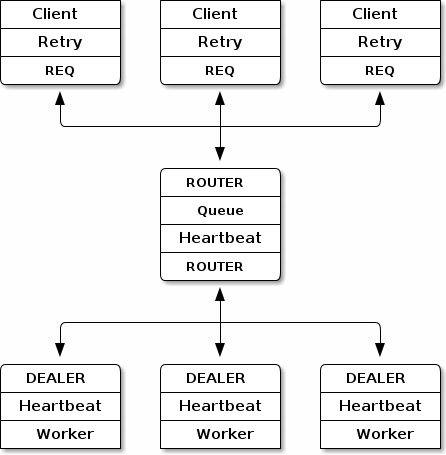 Client Client Client
Retry Retry Retry
REQ REQ REQ
ROUTER
Queue
Heartbeat
ROUTER
DEALER DEALER DEALER
Heartbeat Heartbeat Heartbeat
Worker Worker Worker